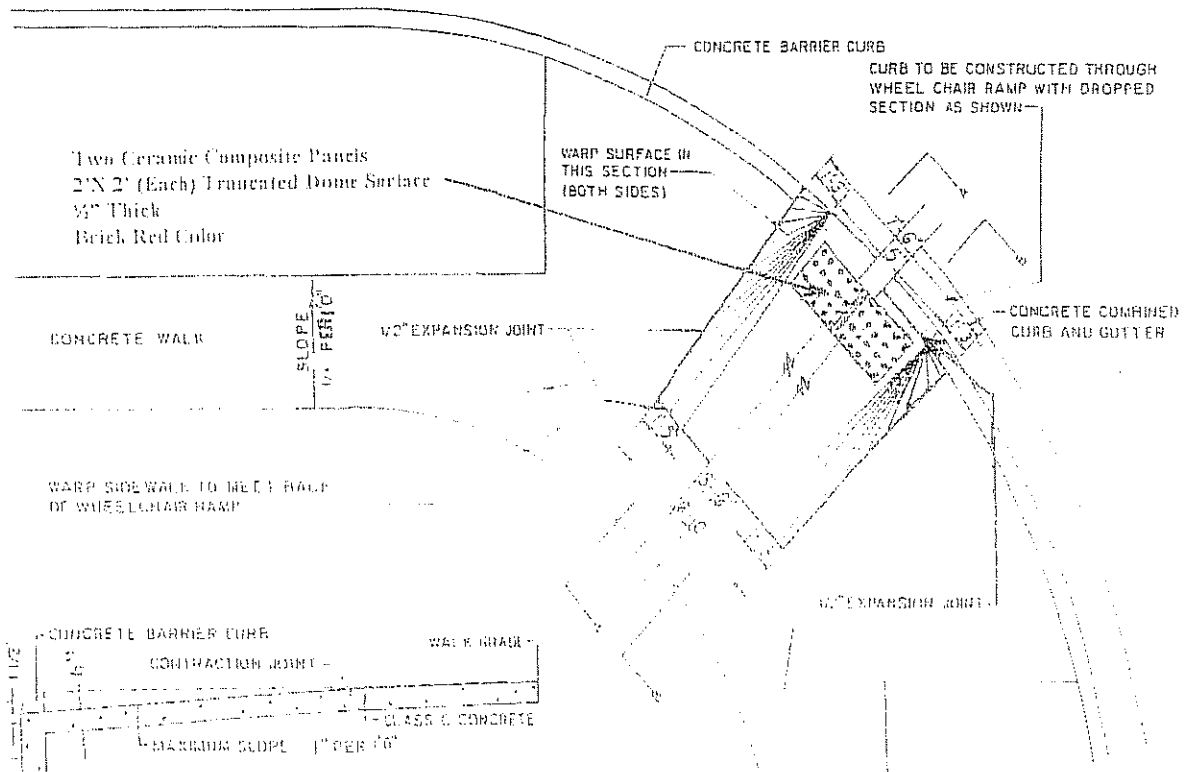 CONCRETE BARRIER CURB
CURB TO BE CONSTRUCTED THROUGH
WHEEL CHAIR RAMP WITH DROPPED
SECTION AS SHOWN
Two Ceramic Composite Panels
2'X 2' (Each) Truncated Dome Surface
½" Thick
Brick Red Color
WARP SURFACE IN
THIS SECTION
(BOTH SIDES)
CONCRETE WALK
SLOPE
1/2" EXPANSION JOINT
CONCRETE COMBINED
CURB AND GUTTER
WARP SIDEWALK TO MEET BACK
OF WHEELCHAIR RAMP
1/2" EXPANSION JOINT
CONCRETE BARRIER CURB
WALK GRADE
CONTRACTION JOINT
1 1/2
CLASS C CONCRETE
MAXIMUM SLOPE 1" PER